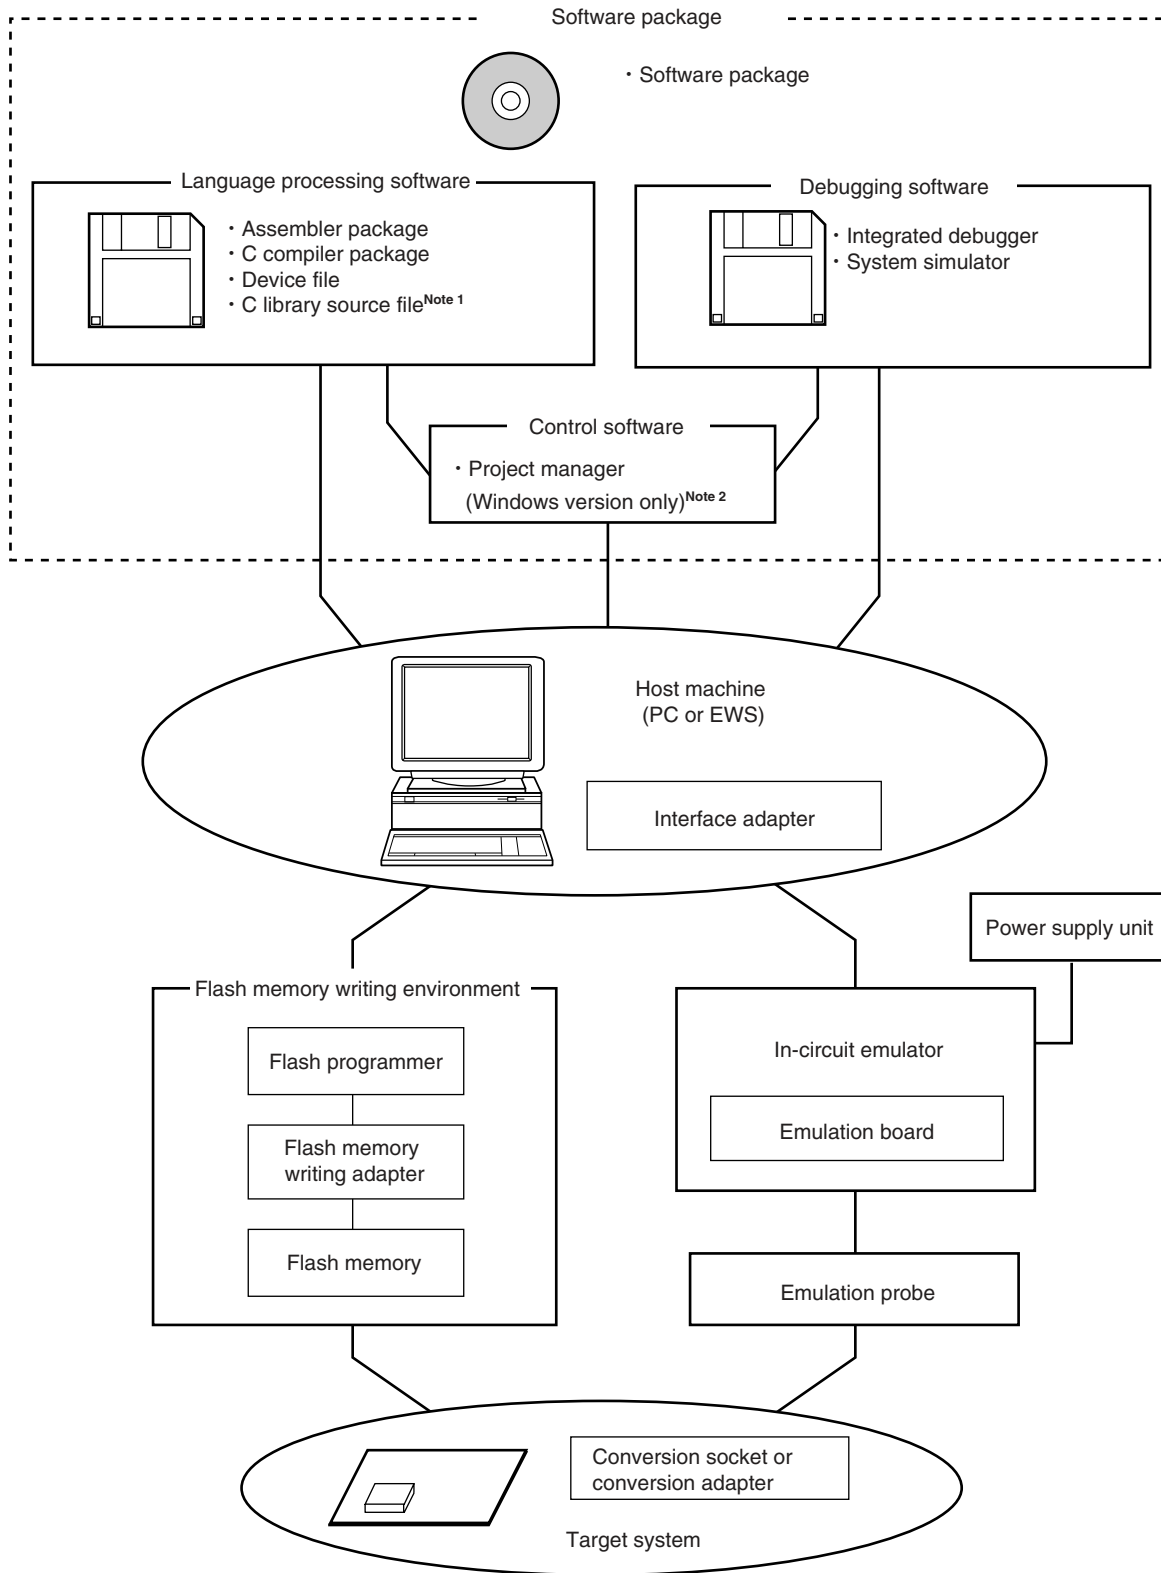 Software package
・Software package
Language processing software
・Assembler package
・C compiler package
・Device file
・C library source fileNote 1
Debugging software
・Integrated debugger
・System simulator
Control software
・Project manager
(Windows version only)Note 2
Host machine
(PC or EWS)
Interface adapter
Power supply unit
Flash memory writing environment
Flash programmer
Flash memory
writing adapter
Flash memory
In-circuit emulator
Emulation board
Emulation probe
Conversion socket or
conversion adapter
Target system